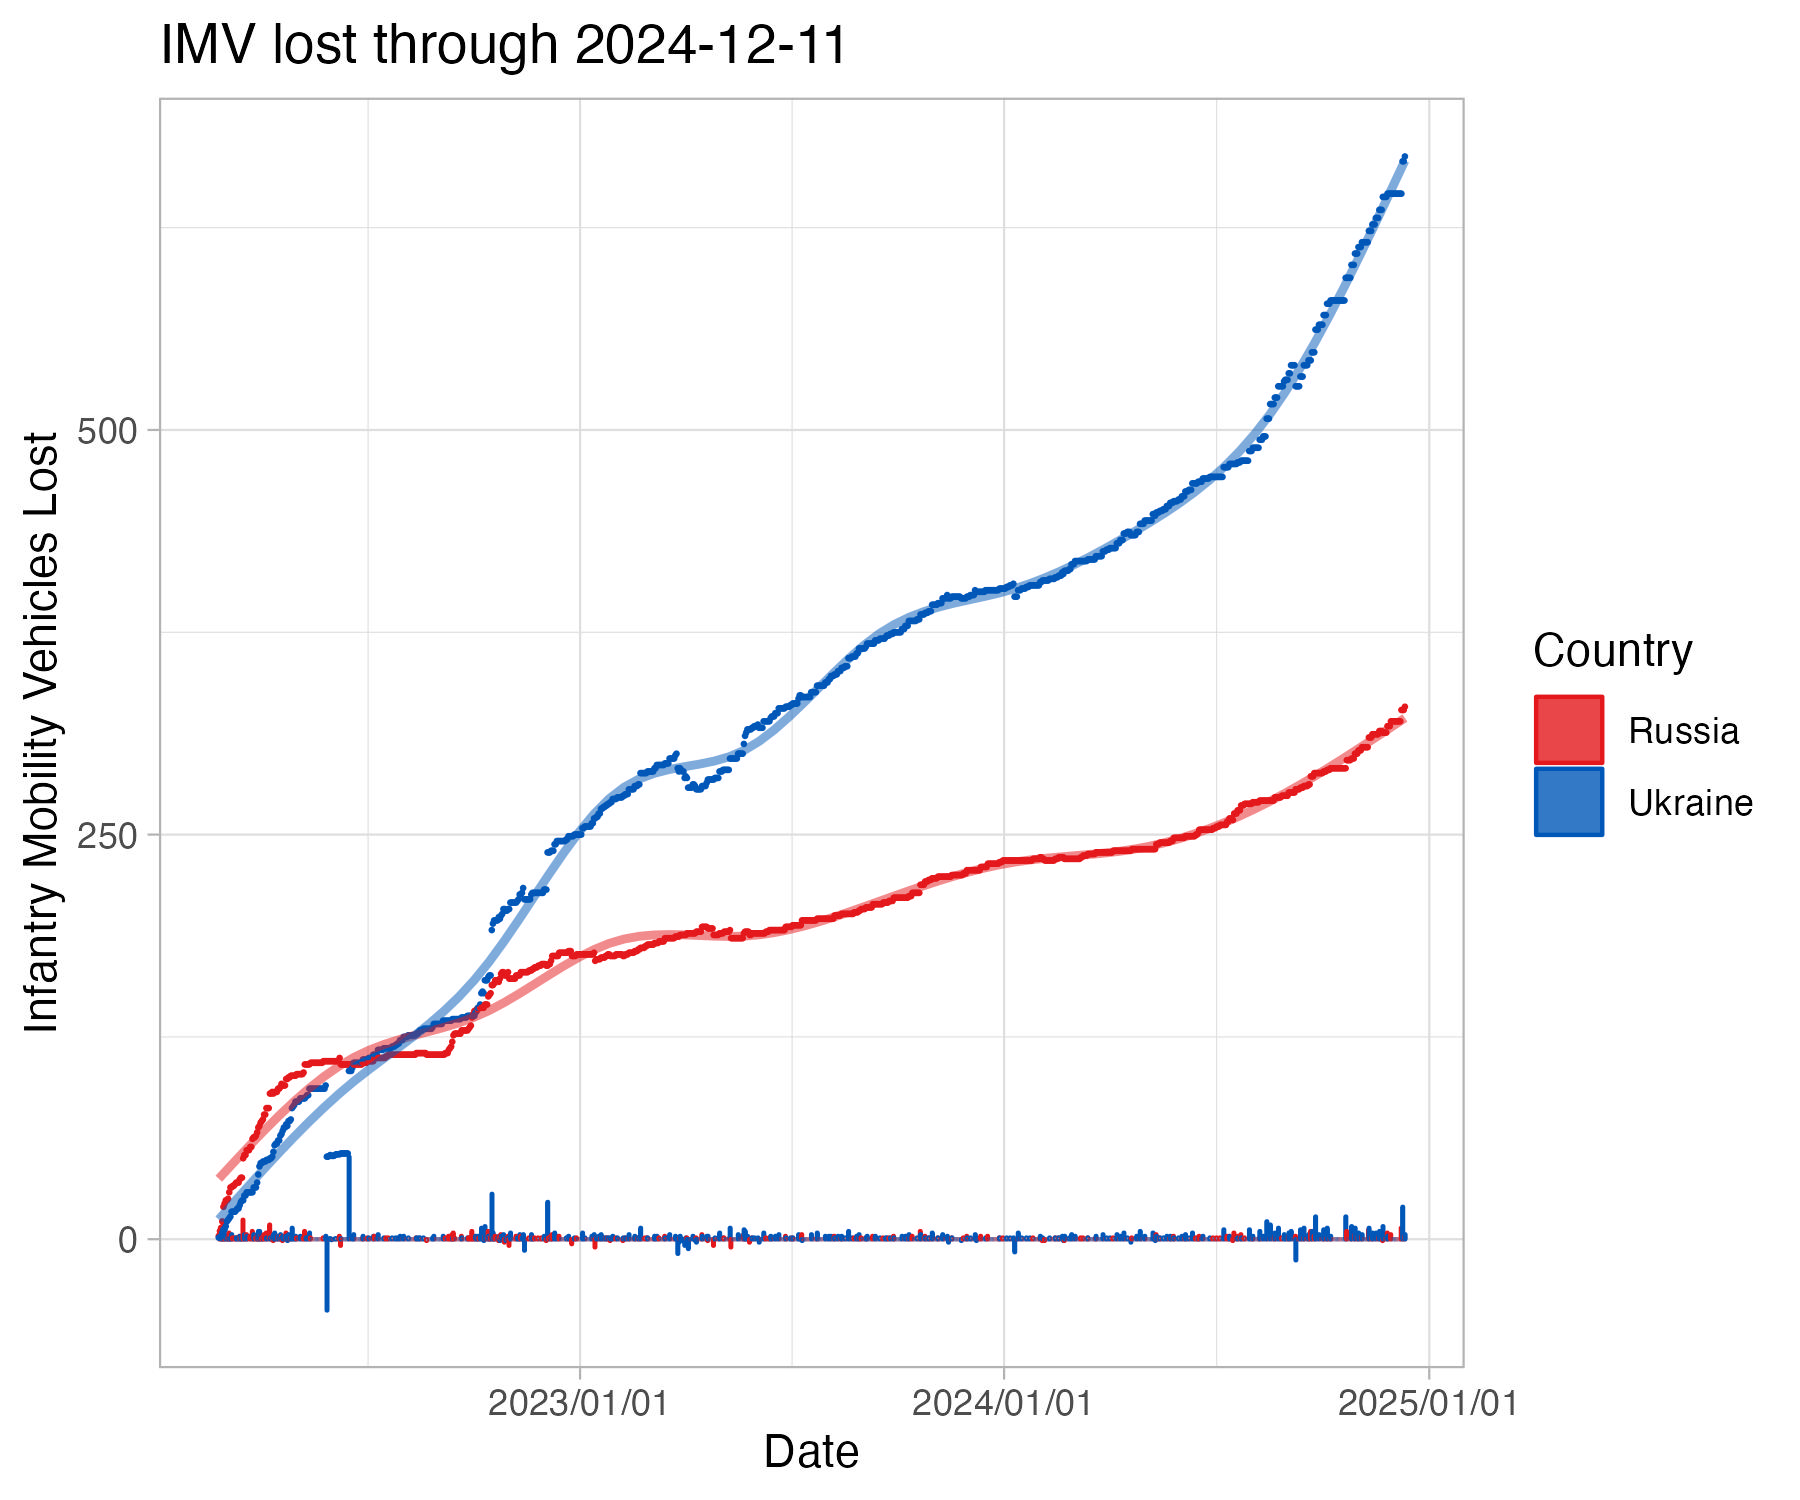 IMV lost through 2024-12-11
Infantry Mobility Vehicles Lost
500
250
0
2023/01/01
2024/01/01
2025/01/01
Date
Country
Russia
Ukraine